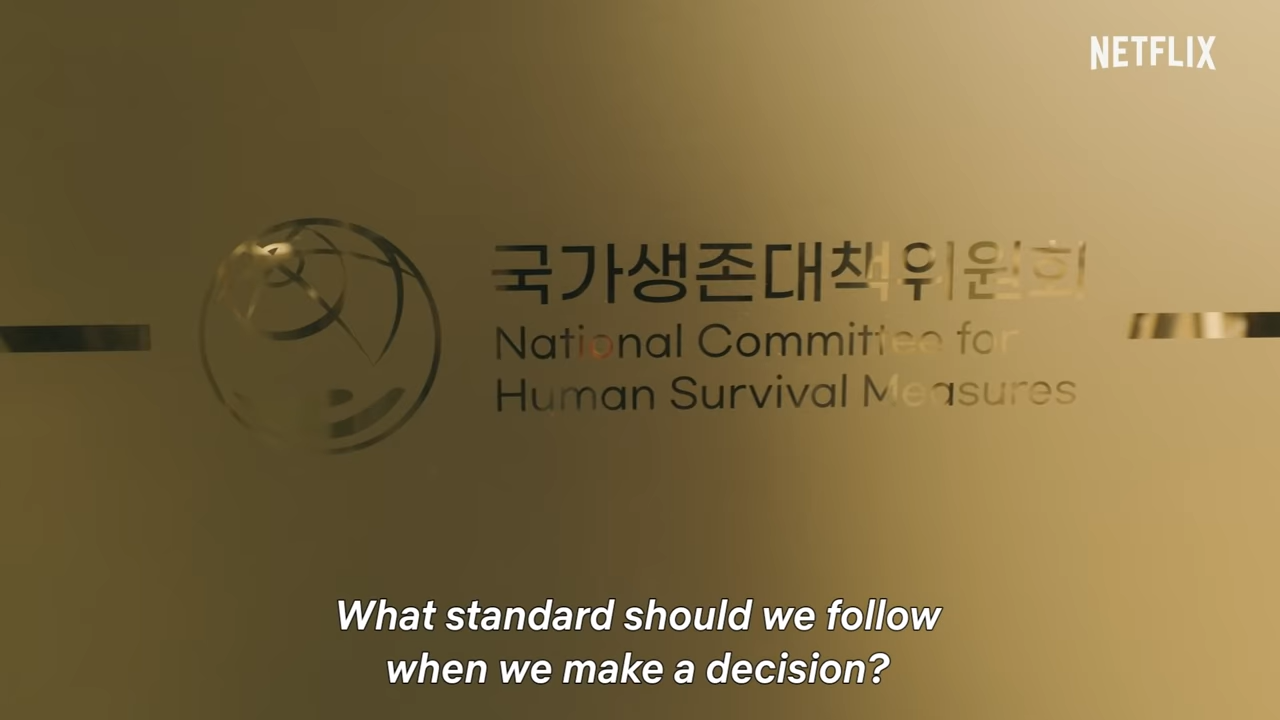 NETFLIX
국가생존대책위원회
National Committee for
Human Survival Measures
What standard should we follow
when we make a decision?